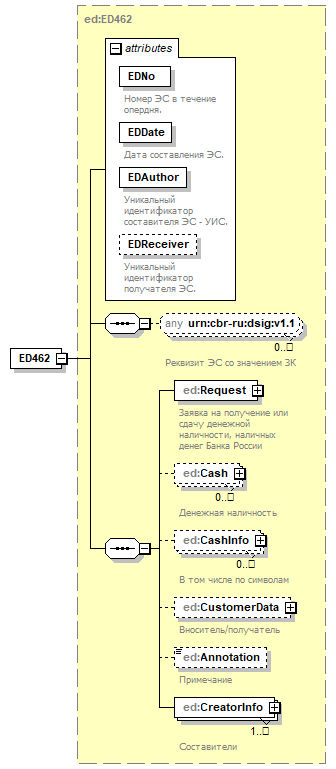 ed:ED462
attributes
EDNo
Номер ЭС в течение
опердня.
EDDate
Дата составления ЭС.
EDAuthor
Уникальный
идентификатор
составителя ЭС - УИС.
EDReceiver
Уникальный
идентификатор
получателя ЭС.
any urn:cbr-ru:dsig:v1.1
0..□
Реквизит ЭС со значением ЗК
ED462
ed:Request
Заявка на получение или
сдачу денежной
наличности, наличных
денег Банка России
ed:Cash
0..□
Денежная наличность
ed:CashInfo
0..□
В том числе по символам
ed:CustomerData
Вноситель/получатель
ed:Annotation
Примечание
ed:CreatorInfo
1..□
Составители